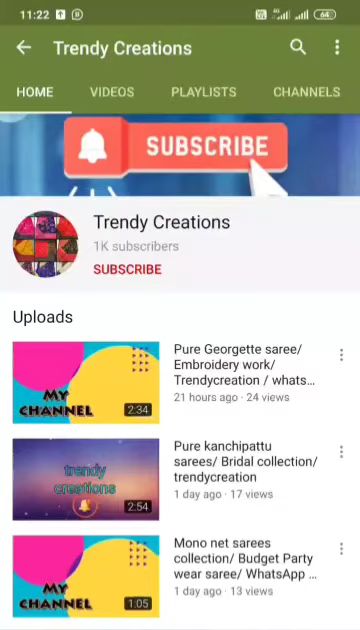 11:22
64
Trendy Creations
HOME
VIDEOS
PLAYLISTS
CHANNELS
SUBSCRIBE
Trendy Creations
1K subscribers
SUBSCRIBE
Uploads
MY
CHANNEL
2:34
Pure Georgette saree/
Embroidery work/
Trendycreation / whats...
21 hours ago · 24 views
trendy
creations
2:54
Pure kanchipattu
sarees/ Bridal collection/
trendycreation
1 day ago · 17 views
MY
CHANNEL
1:05
Mono net sarees
collection/ Budget Party
wear saree/ WhatsApp ...
1 day ago · 13 views